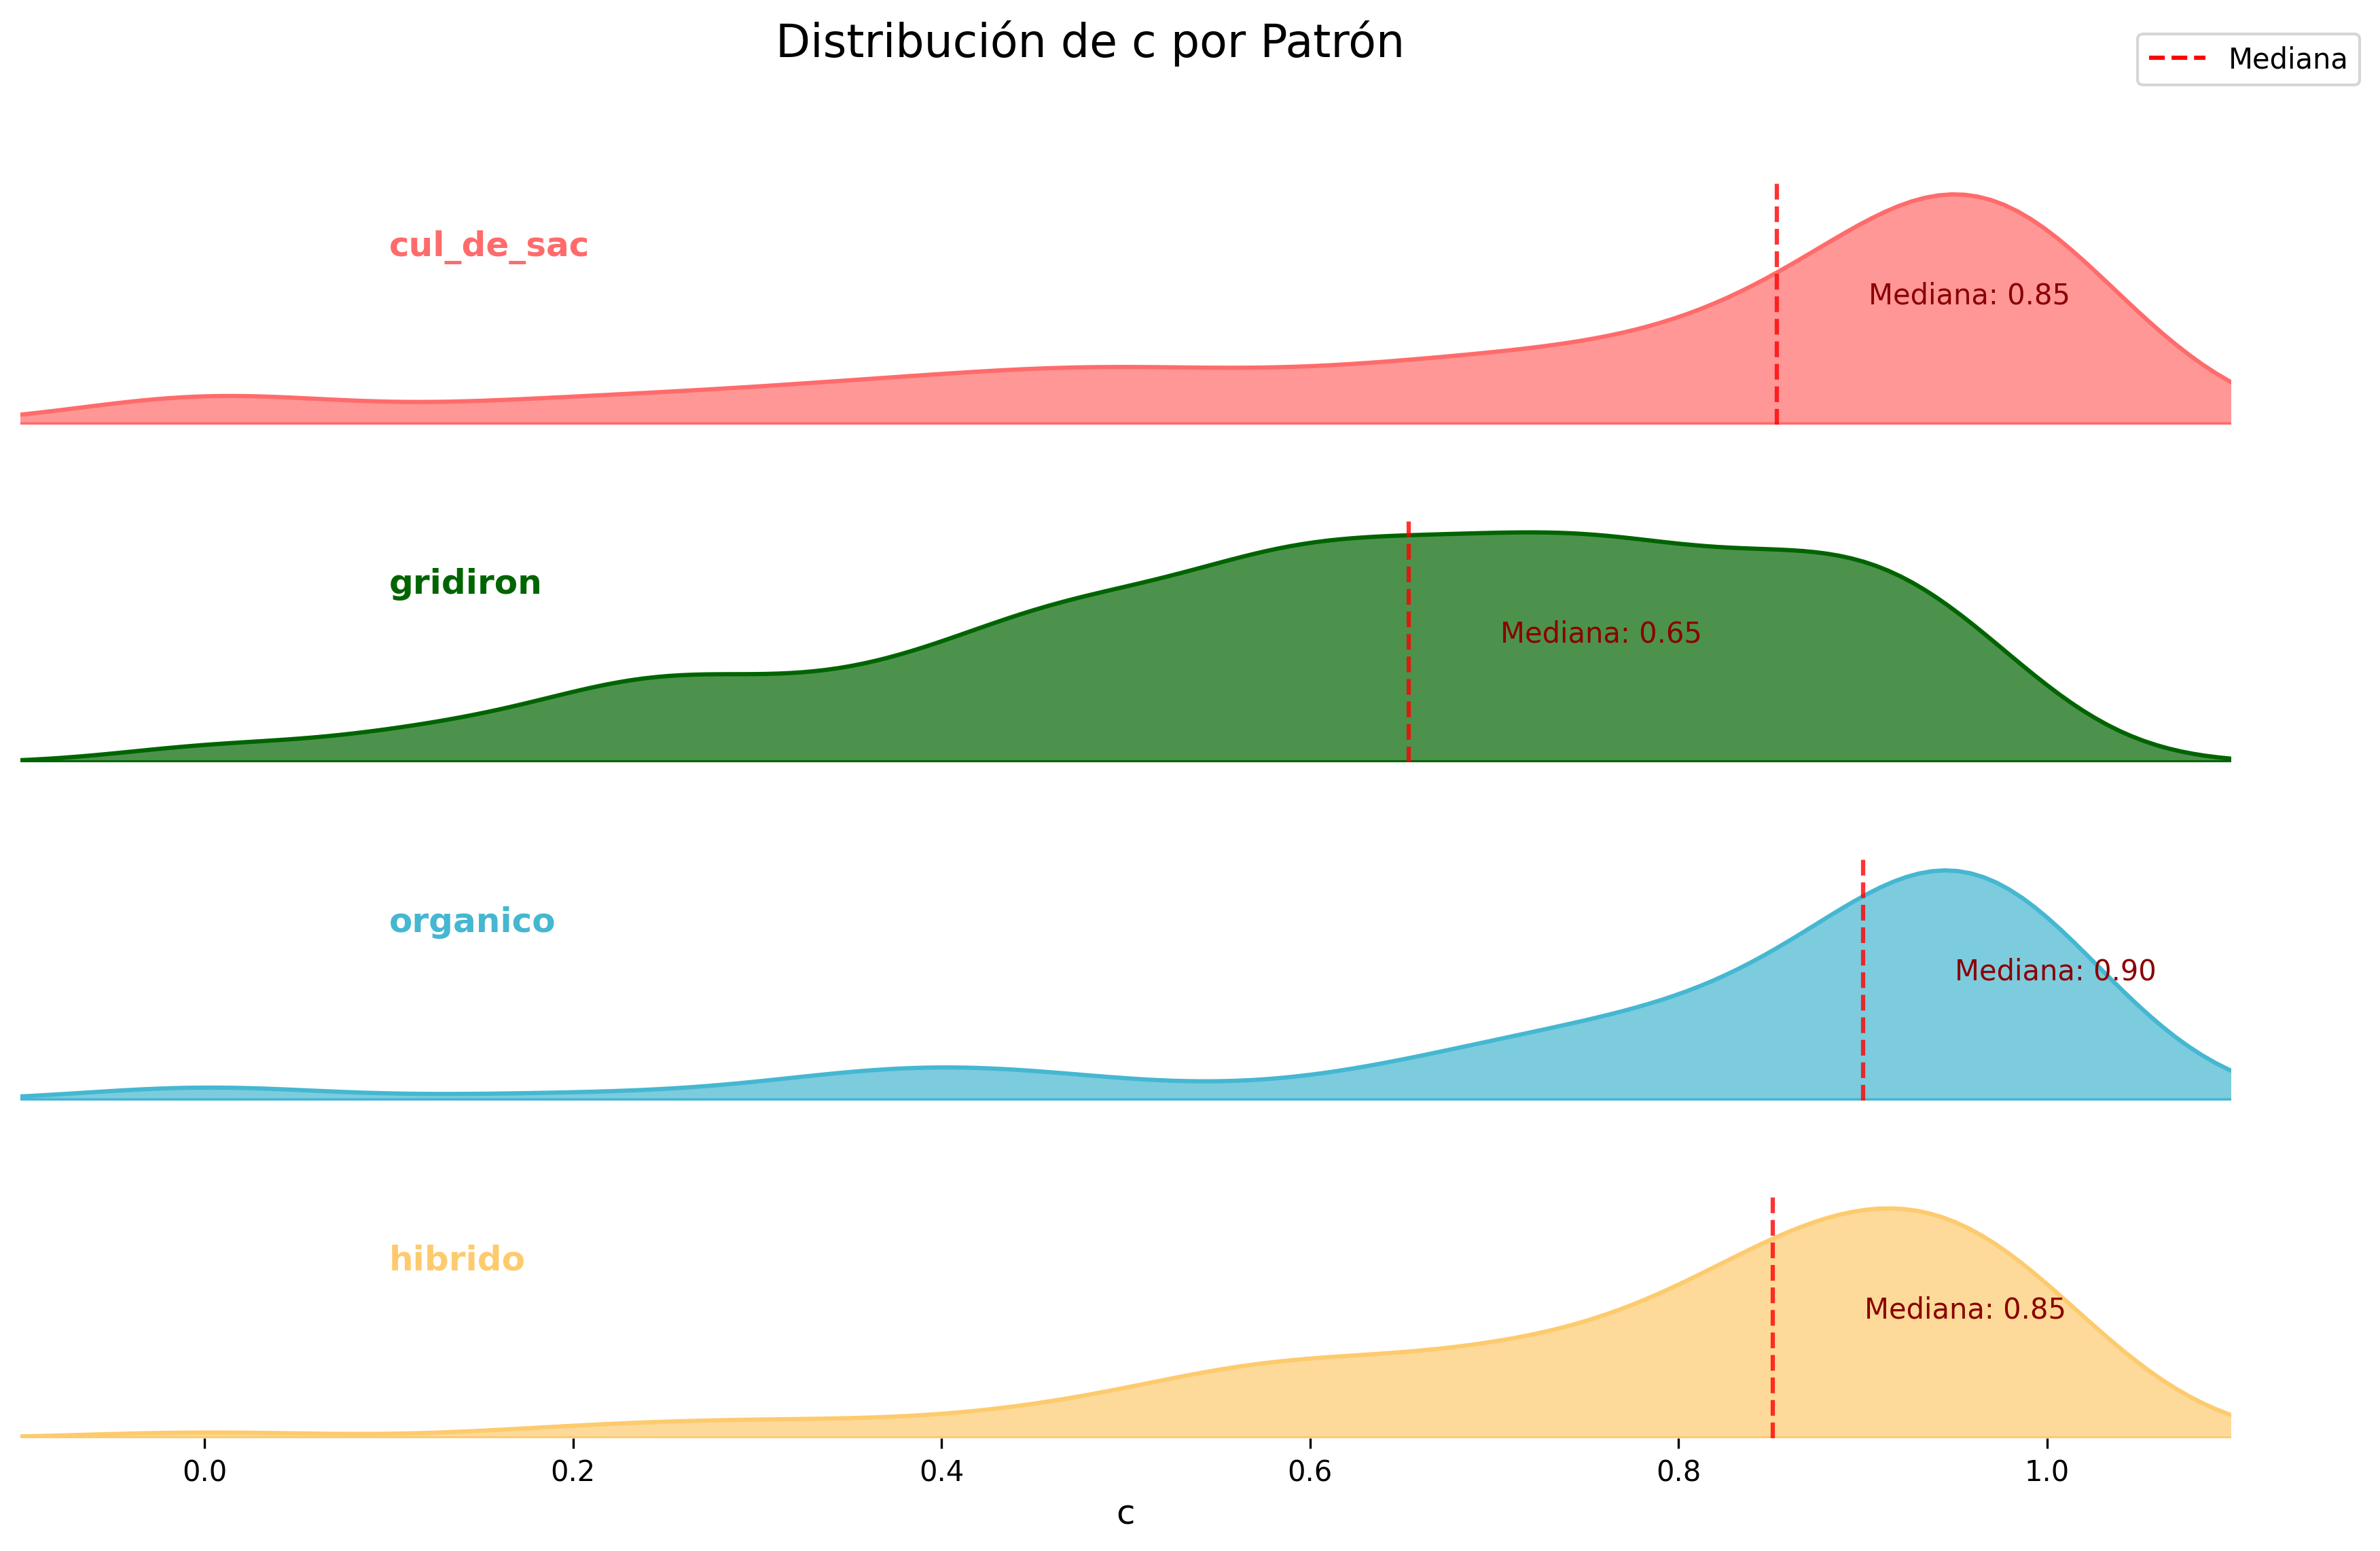 Distribución de c por Patrón
Mediana
cul_de_sac
Mediana: 0.85
gridiron
Mediana: 0.65
organico
Mediana: 0.90
hibrido
Mediana: 0.85
0.0 0.2 0.4 0.6 0.8 1.0
c